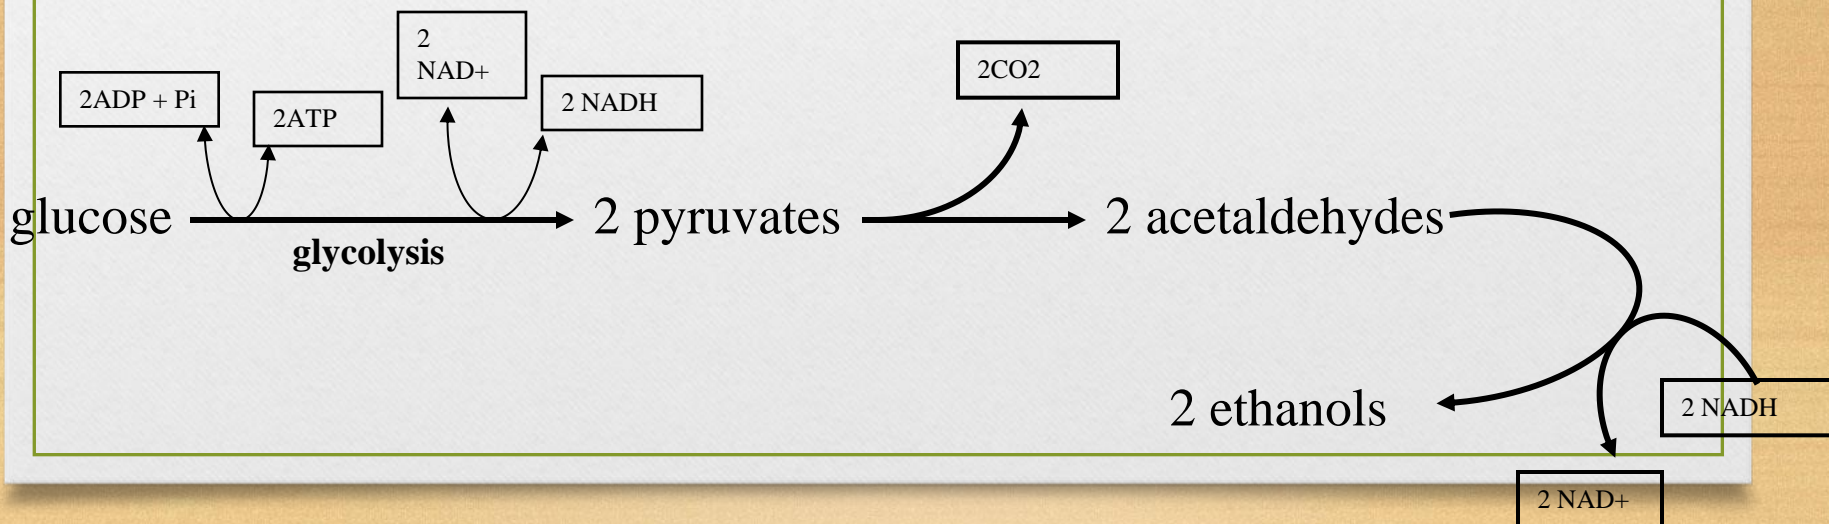 2
NAD+
2CO2
2ADP + Pi
2ATP
2 NADH
glucose
2 pyruvates
2 acetaldehydes
glycolysis
2 ethanols
2 NADH
2 NAD+